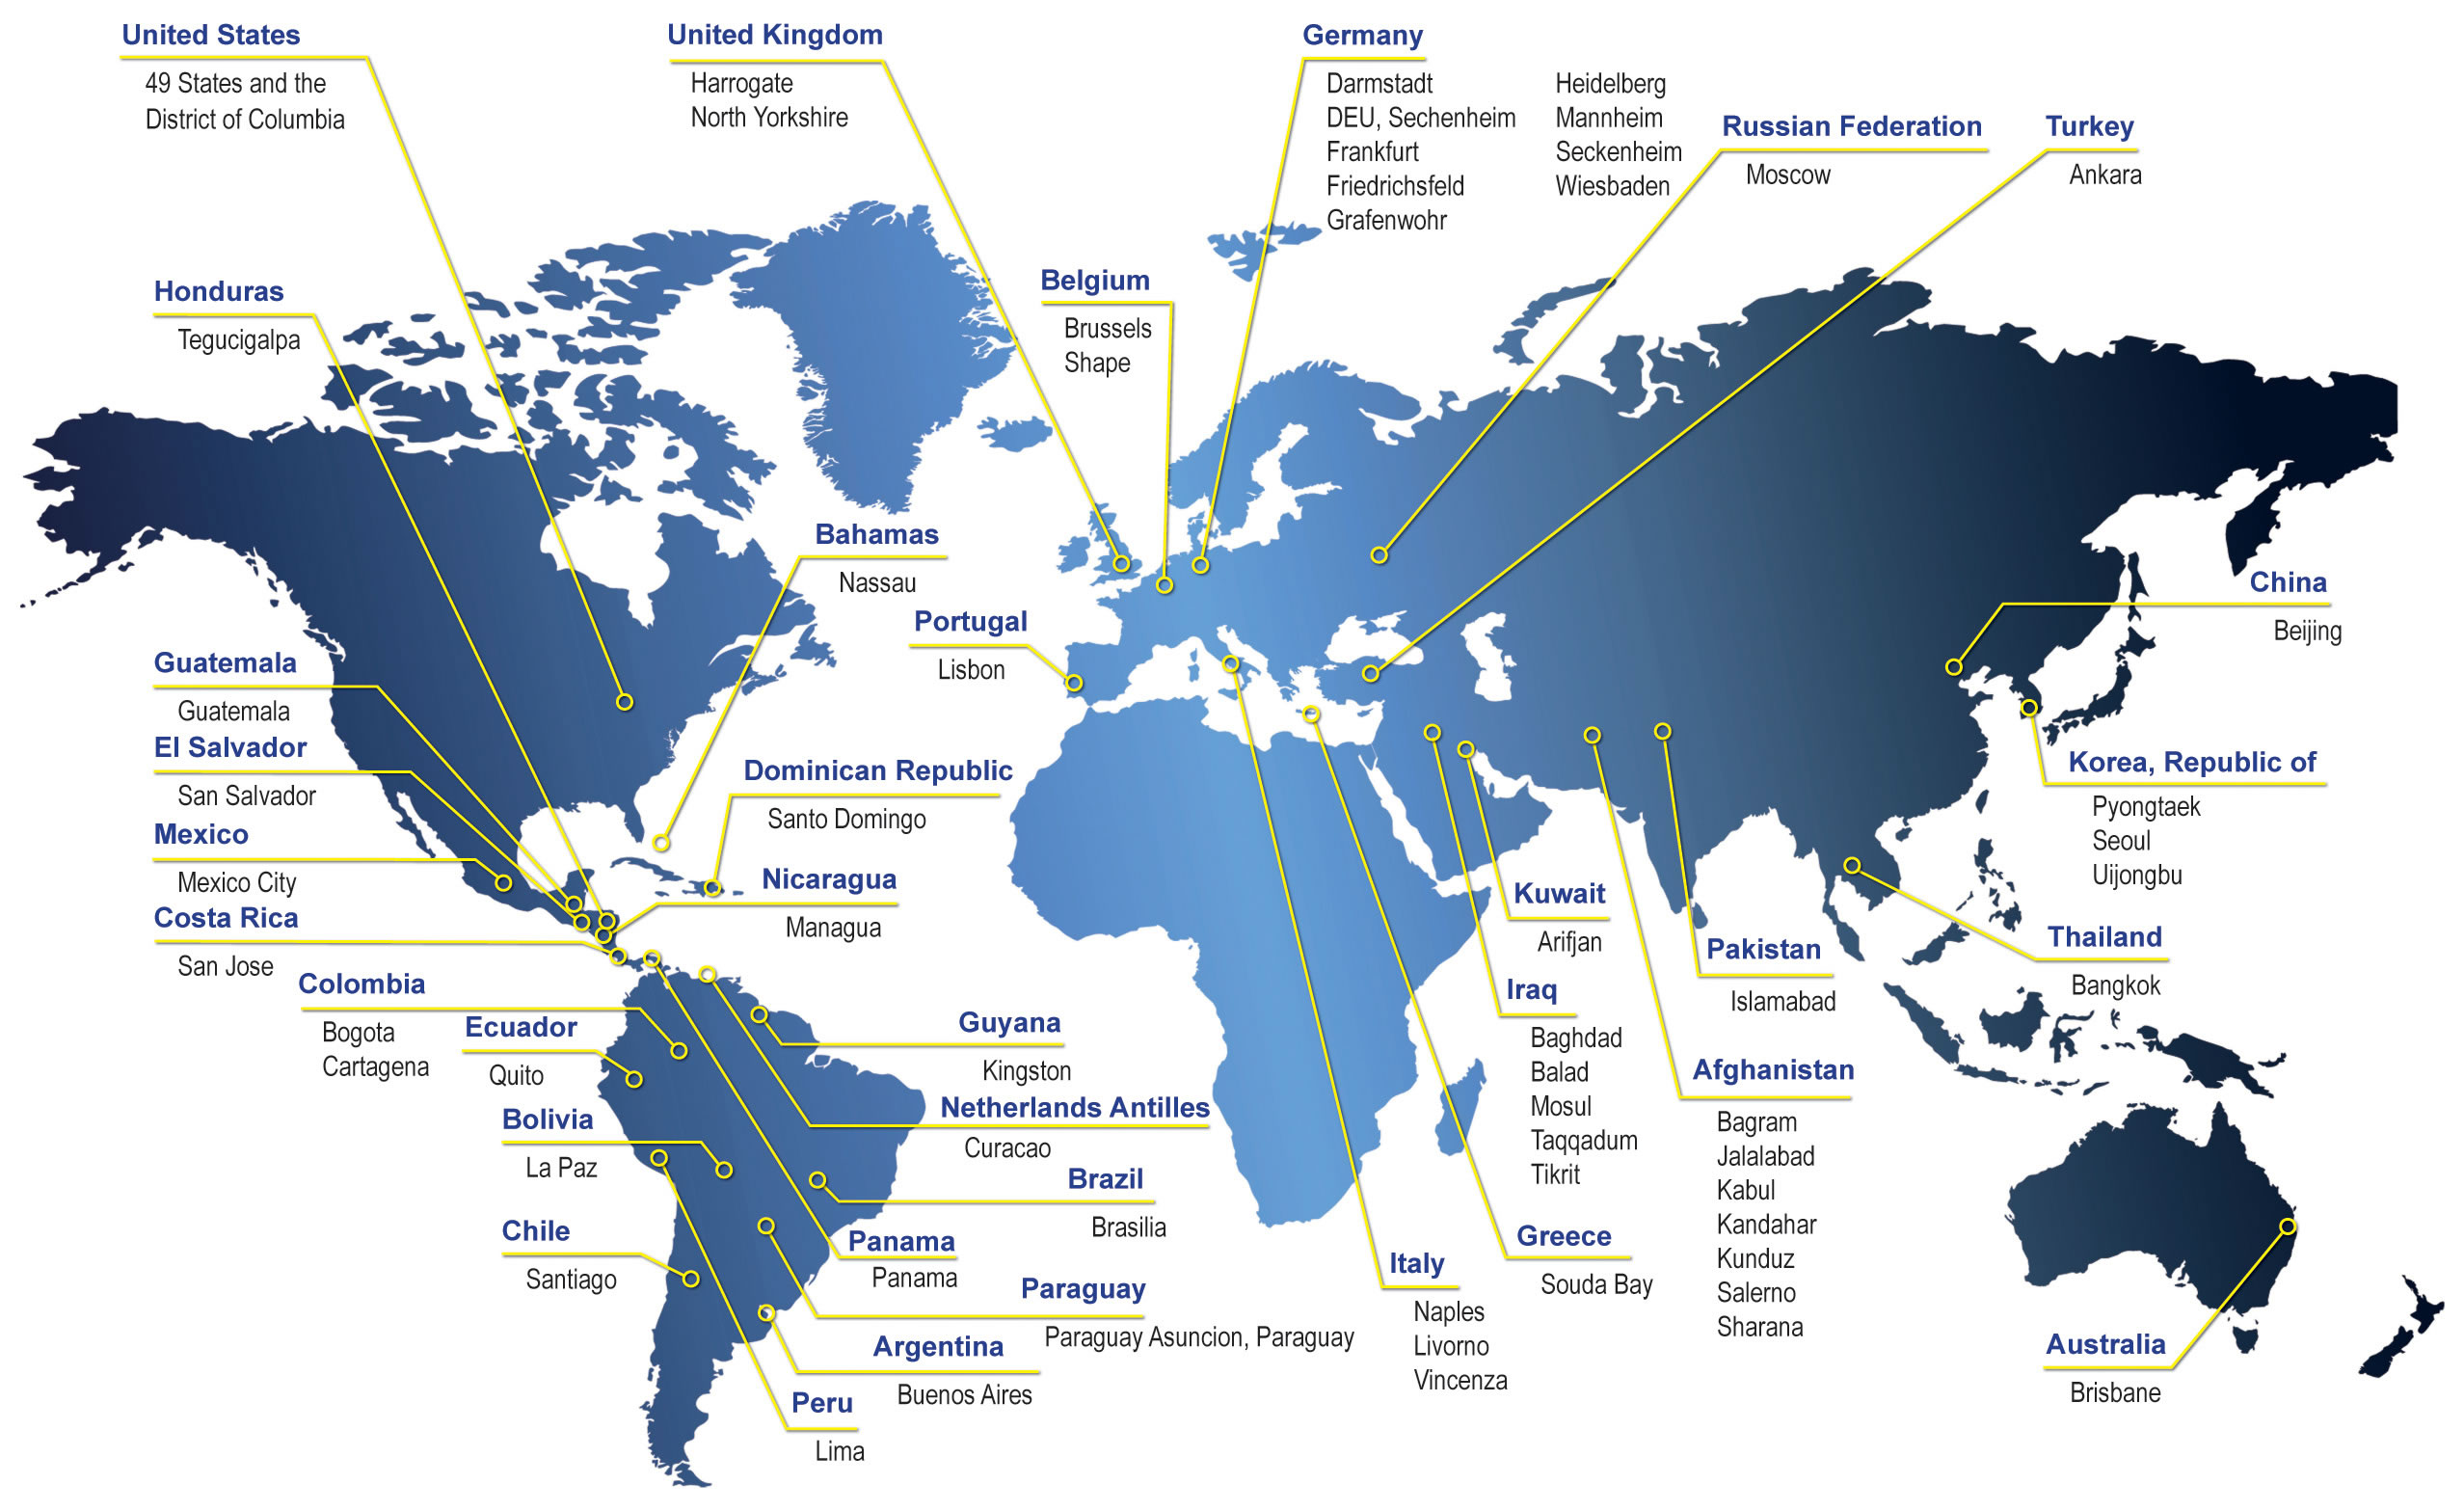 United States
49 States and the
District of Columbia
United Kingdom
Harrogate
North Yorkshire
Germany
Darmstadt
DEU, Sechenheim
Frankfurt
Friedrichsfeld
Grafenwohr
Heidelberg
Mannheim
Seckenheim
Wiesbaden
Russian Federation
Moscow
Turkey
Ankara
Honduras
Tegucigalpa
Belgium
Brussels
Shape
Bahamas
Nassau
Portugal
Lisbon
China
Beijing
Guatemala
Guatemala
El Salvador
San Salvador
Mexico
Mexico City
Costa Rica
San Jose
Dominican Republic
Santo Domingo
Nicaragua
Managua
Korea, Republic of
Pyongtaek
Seoul
Uijongbu
Kuwait
Arifjan
Pakistan
Islamabad
Thailand
Bangkok
Colombia
Bogota
Cartagena
Ecuador
Quito
Guyana
Kingston
Iraq
Baghdad
Balad
Mosul
Taqqadum
Tikrit
Afghanistan
Bagram
Jalalabad
Kabul
Kandahar
Kunduz
Salerno
Sharana
Netherlands Antilles
Curacao
Bolivia
La Paz
Brazil
Brasilia
Chile
Santiago
Panama
Panama
Paraguay
Paraguay Asuncion, Paraguay
Italy
Naples
Livorno
Vincenza
Greece
Souda Bay
Argentina
Buenos Aires
Peru
Lima
Australia
Brisbane